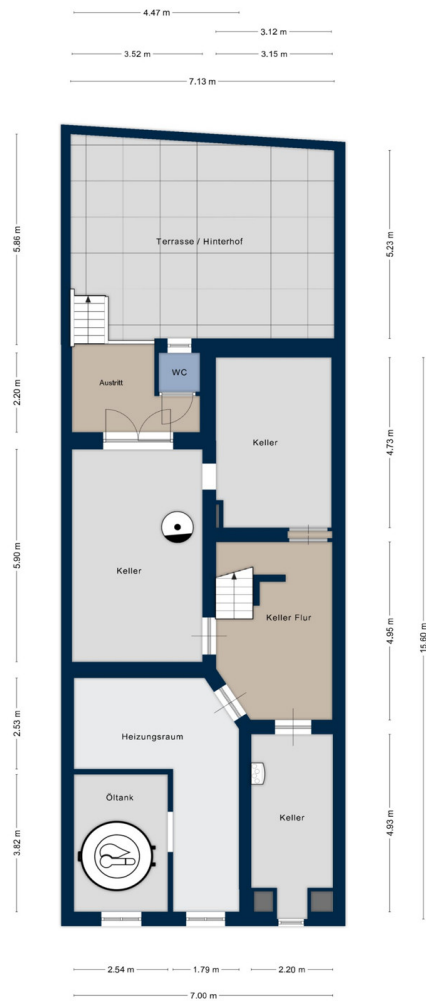 4.47 m
3.12 m
3.52 m
3.15 m
7.13 m
Terrasse / Hinterhof
5.86 m
5.23 m
Austritt
WC
2.20 m
Keller
4.73 m
Keller
5.90 m
Keller Flur
4.95 m
15.60 m
Heizungsraum
2.53 m
Öltank
Keller
3.82 m
4.93 m
2.54 m
1.79 m
2.20 m
7.00 m